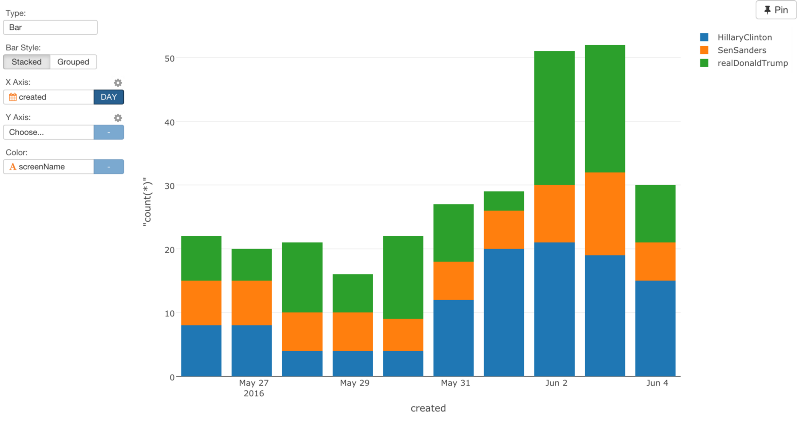 Type:
Bar
Bar Style:
Stacked Grouped
X Axis:
created DAY
Y Axis:
Choose... -
Color:
A screenName -
Pin
HillaryClinton
SenSanders
realDonaldTrump
"count(*)"
50
40
30
20
10
0
May 27 May 29 May 31 Jun 2 Jun 4
2016
created